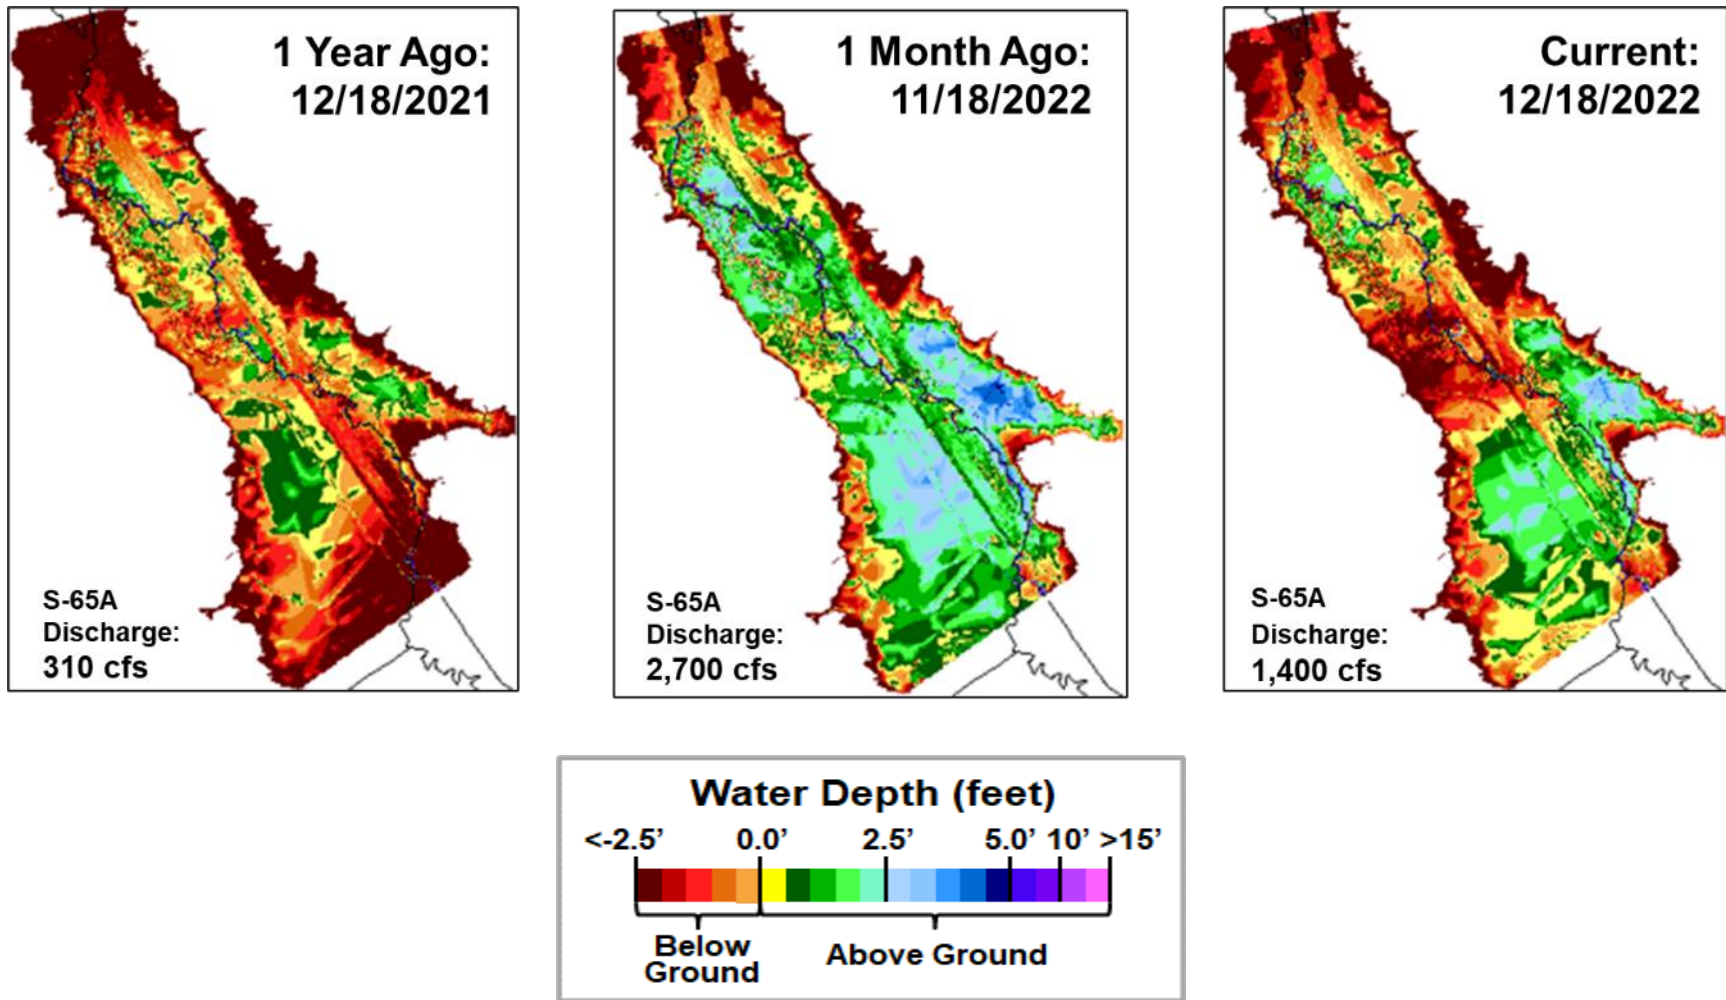 1 Year Ago:
12/18/2021
S-65A
Discharge:
310 cfs
1 Month Ago:
11/18/2022
S-65A
Discharge:
2,700 cfs
Current:
12/18/2022
S-65A
Discharge:
1,400 cfs
Water Depth (feet)
<-2.5’ 0.0’ 2.5’ 5.0’ 10’ >15’
Below
Ground
Above Ground